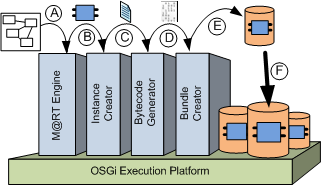 A
B
C
D
E
F
M@RT Engine
Instance
Creator
Bytecode
Generator
Bundle
Creator
OSGi Execution Platform